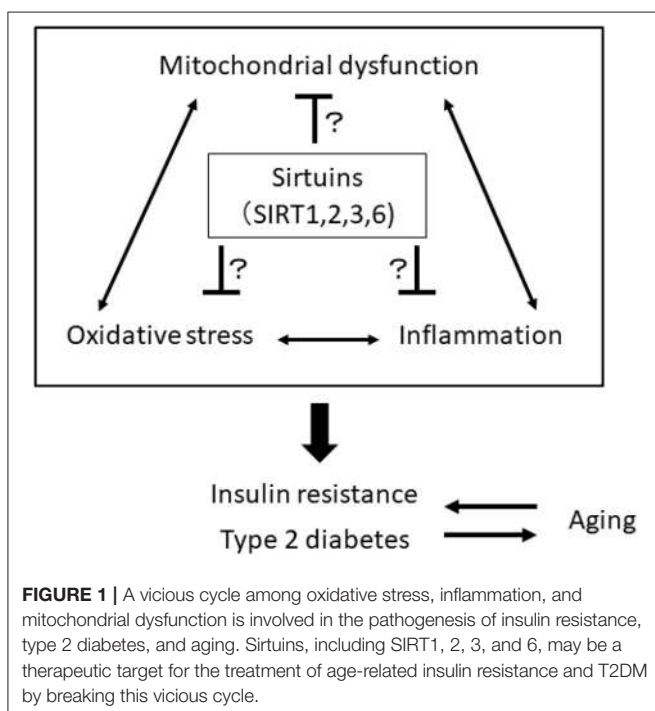 Mitochondrial dysfunction
?
Sirtuins
(SIRT1,2,3,6)
? ?
Oxidative stress Inflammation
Insulin resistance
Aging
Type 2 diabetes
FIGURE 1 | A vicious cycle among oxidative stress, inflammation, and
mitochondrial dysfunction is involved in the pathogenesis of insulin resistance,
type 2 diabetes, and aging. Sirtuins, including SIRT1, 2, 3, and 6, may be a
therapeutic target for the treatment of age-related insulin resistance and T2DM
by breaking this vicious cycle.